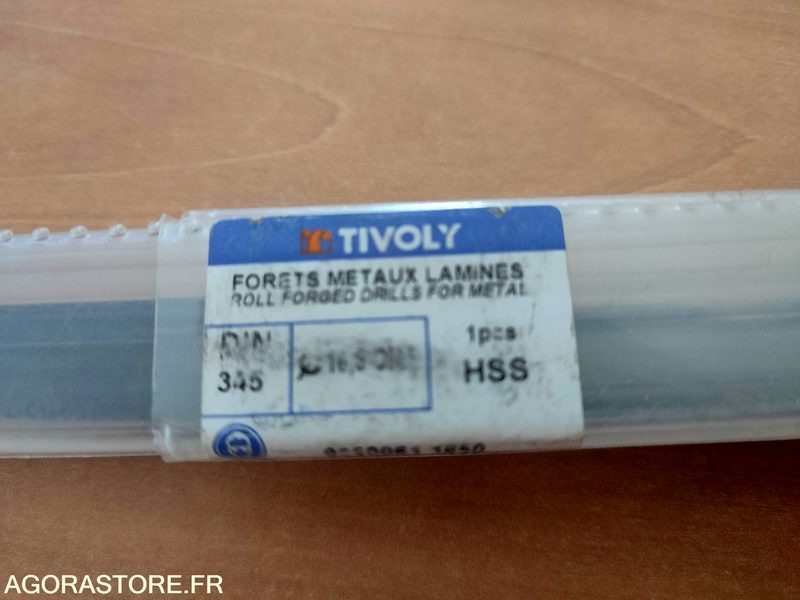 TIVOLY
FORETS METAUX LAMINES
ROLL FORGED DRILLS FOR METAL
DIN
345
1pcs
HSS
AGORASTORE.FR